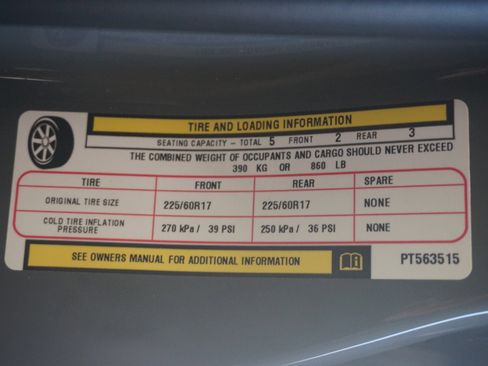 TIRE AND LOADING INFORMATION
SEATING CAPACITY - TOTAL 5 FRONT 2 REAR 3
THE COMBINED WEIGHT OF OCCUPANTS AND CARGO SHOULD NEVER EXCEED
390 KG OR 860 LB
TIRE FRONT REAR SPARE
ORIGINAL TIRE SIZE 225/60R17 225/60R17 NONE
COLD TIRE INFLATION
PRESSURE 270 kPa / 39 PSI 250 kPa / 36 PSI NONE
SEE OWNERS MANUAL FOR ADDITIONAL INFORMATION PT563515